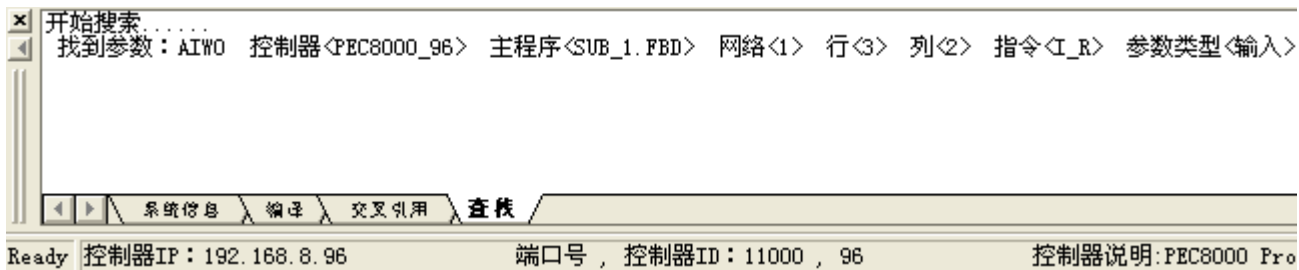 开始搜索......
找到参数：AIW0 控制器<PEC8000_96> 主程序<SUB_1.FBD> 网络<1> 行<3> 列<2> 指令<I_R> 参数类型<输入>
系统信息 编译 交叉引用 查找
Ready 控制器IP：192.168.8.96 端口号 , 控制器ID：11000 , 96 控制器说明:PEC8000 Pro